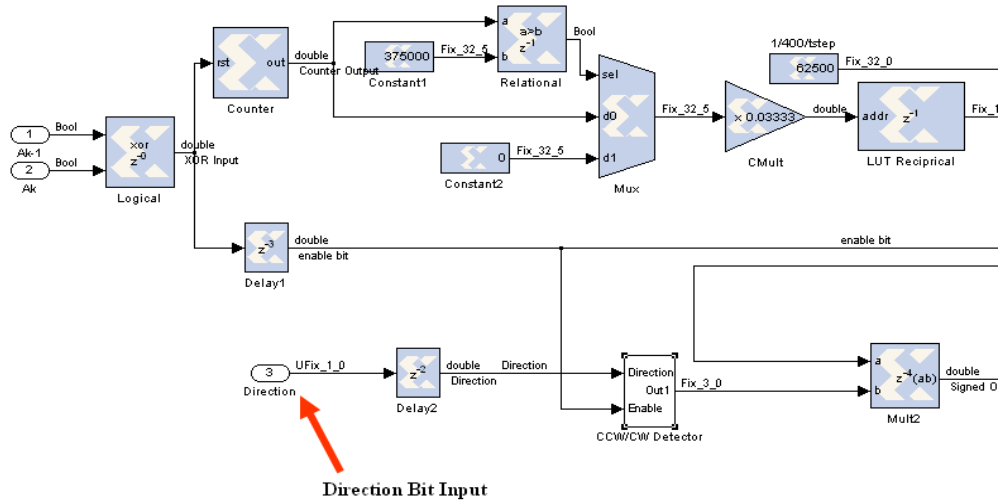 1/400/tstep
a
a>b
z-1
b
Bool
Relational
375000
Fix_32_5
Constant1
62500
Fix_32_0
rst
out
double
Counter Output
Counter
sel
d0
d1
Mux
Fix_32_5
x 0.03333
CMult
double
addr
z-1
LUT Reciprical
Fix_1
1
Bool
Ak-1
2
Bool
Ak
xor
z-0
Logical
double
XOR Input
0
Fix_32_5
Constant2
z-3
Delay1
double
enable bit
enable bit
3
Direction
UFix_1_0
z-2
Delay2
double
Direction
Direction
Direction
Out1
Enable
CCW/CW Detector
Fix_3_0
a
b
z-4(ab)
Mult2
double
Signed O
Direction Bit Input